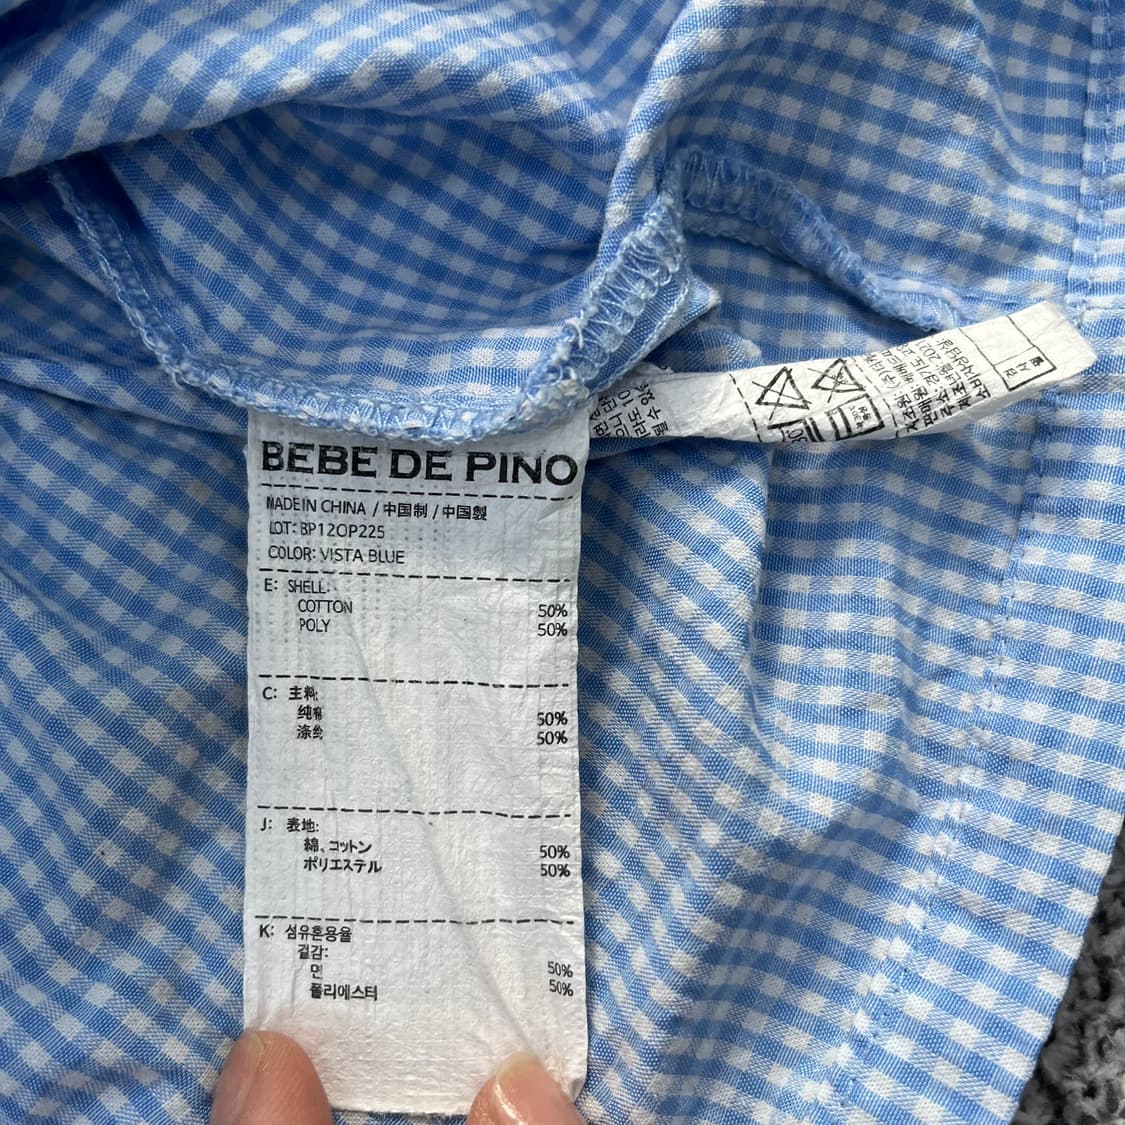 BEBE DE PINO
MADE IN CHINA / 中国制 / 中国製
LOT: BP12OP225
COLOR: VISTA BLUE
E: SHELL:
COTTON 50%
POLY 50%
C: 主料:
纯棉 50%
涤纶 50%
J: 表地:
綿、コットン 50%
ポリエステル 50%
K: 섬유혼용율
겉감:
면 50%
폴리에스터 50%